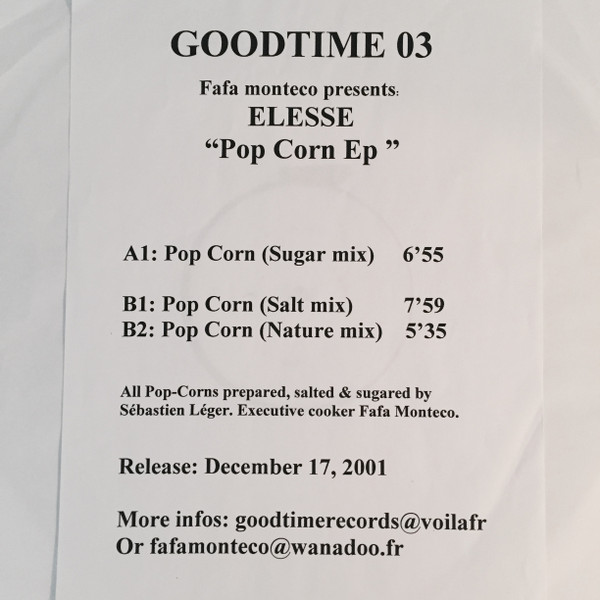 GOODTIME 03
Fafa monteco presents:
ELESSE
“Pop Corn Ep ”
A1: Pop Corn (Sugar mix) 6’55
B1: Pop Corn (Salt mix) 7’59
B2: Pop Corn (Nature mix) 5’35
All Pop-Corns prepared, salted & sugared by
Sébastien Léger. Executive cooker Fafa Monteco.
Release: December 17, 2001
More infos: goodtimerecords@voilafr
Or fafamonteco@wanadoo.fr